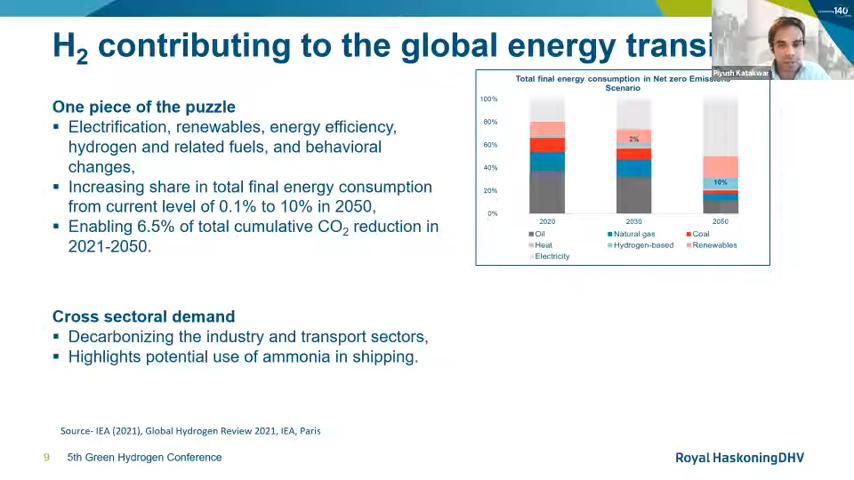 H2 contributing to the global energy transi
140
Piyush Katakwar
One piece of the puzzle
▪ Electrification, renewables, energy efficiency,
hydrogen and related fuels, and behavioral
changes,
▪ Increasing share in total final energy consumption
from current level of 0.1% to 10% in 2050,
▪ Enabling 6.5% of total cumulative CO2 reduction in
2021-2050.
Total final energy consumption in Net zero Emissions
Scenario
100%
80%
60%
40%
20%
0%
2%
10%
2020 2030 2050
Oil Natural gas Coal
Heat Hydrogen-based Renewables
Electricity
Cross sectoral demand
▪ Decarbonizing the industry and transport sectors,
▪ Highlights potential use of ammonia in shipping.
Source- IEA (2021), Global Hydrogen Review 2021, IEA, Paris
9 5th Green Hydrogen Conference
Royal HaskoningDHV